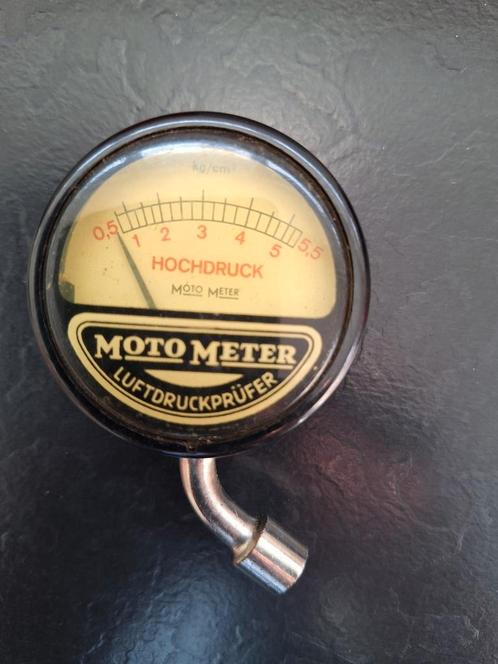 kg/cm²
0,5 1 2 3 4 5 5,5
HOCHDRUCK
MOTO METER
MOTO METER
LUFTDRUCKPRÜFER